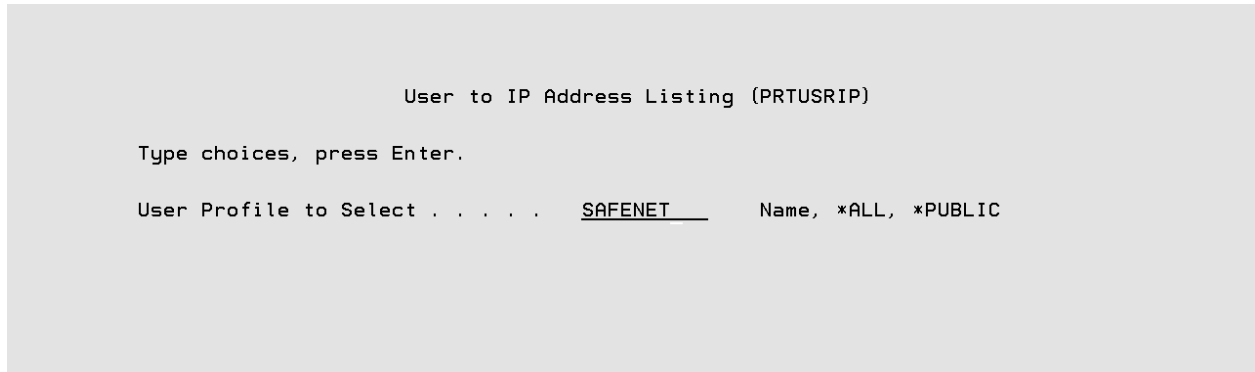 User to IP Address Listing (PRTUSRIP)
Type choices, press Enter.
User Profile to Select . . . . . SAFENET Name, *ALL, *PUBLIC